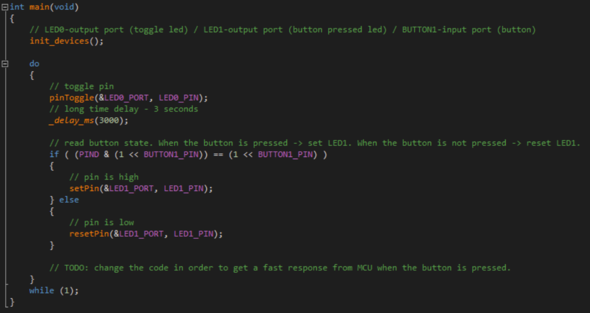 int main(void)
{
// LED0-output port (toggle led) / LED1-output port (button pressed led) / BUTTON1-input port (button)
init_devices();
do
{
// toggle pin
pinToggle(&LED0_PORT, LED0_PIN);
// long time delay - 3 seconds
_delay_ms(3000);
// read button state. When the button is pressed -> set LED1. When the button is not pressed -> reset LED1.
if ( (PIND & (1 << BUTTON1_PIN)) == (1 << BUTTON1_PIN) )
{
// pin is high
setPin(&LED1_PORT, LED1_PIN);
} else
{
// pin is low
resetPin(&LED1_PORT, LED1_PIN);
}
// TODO: change the code in order to get a fast response from MCU when the button is pressed.
}
while (1);
}